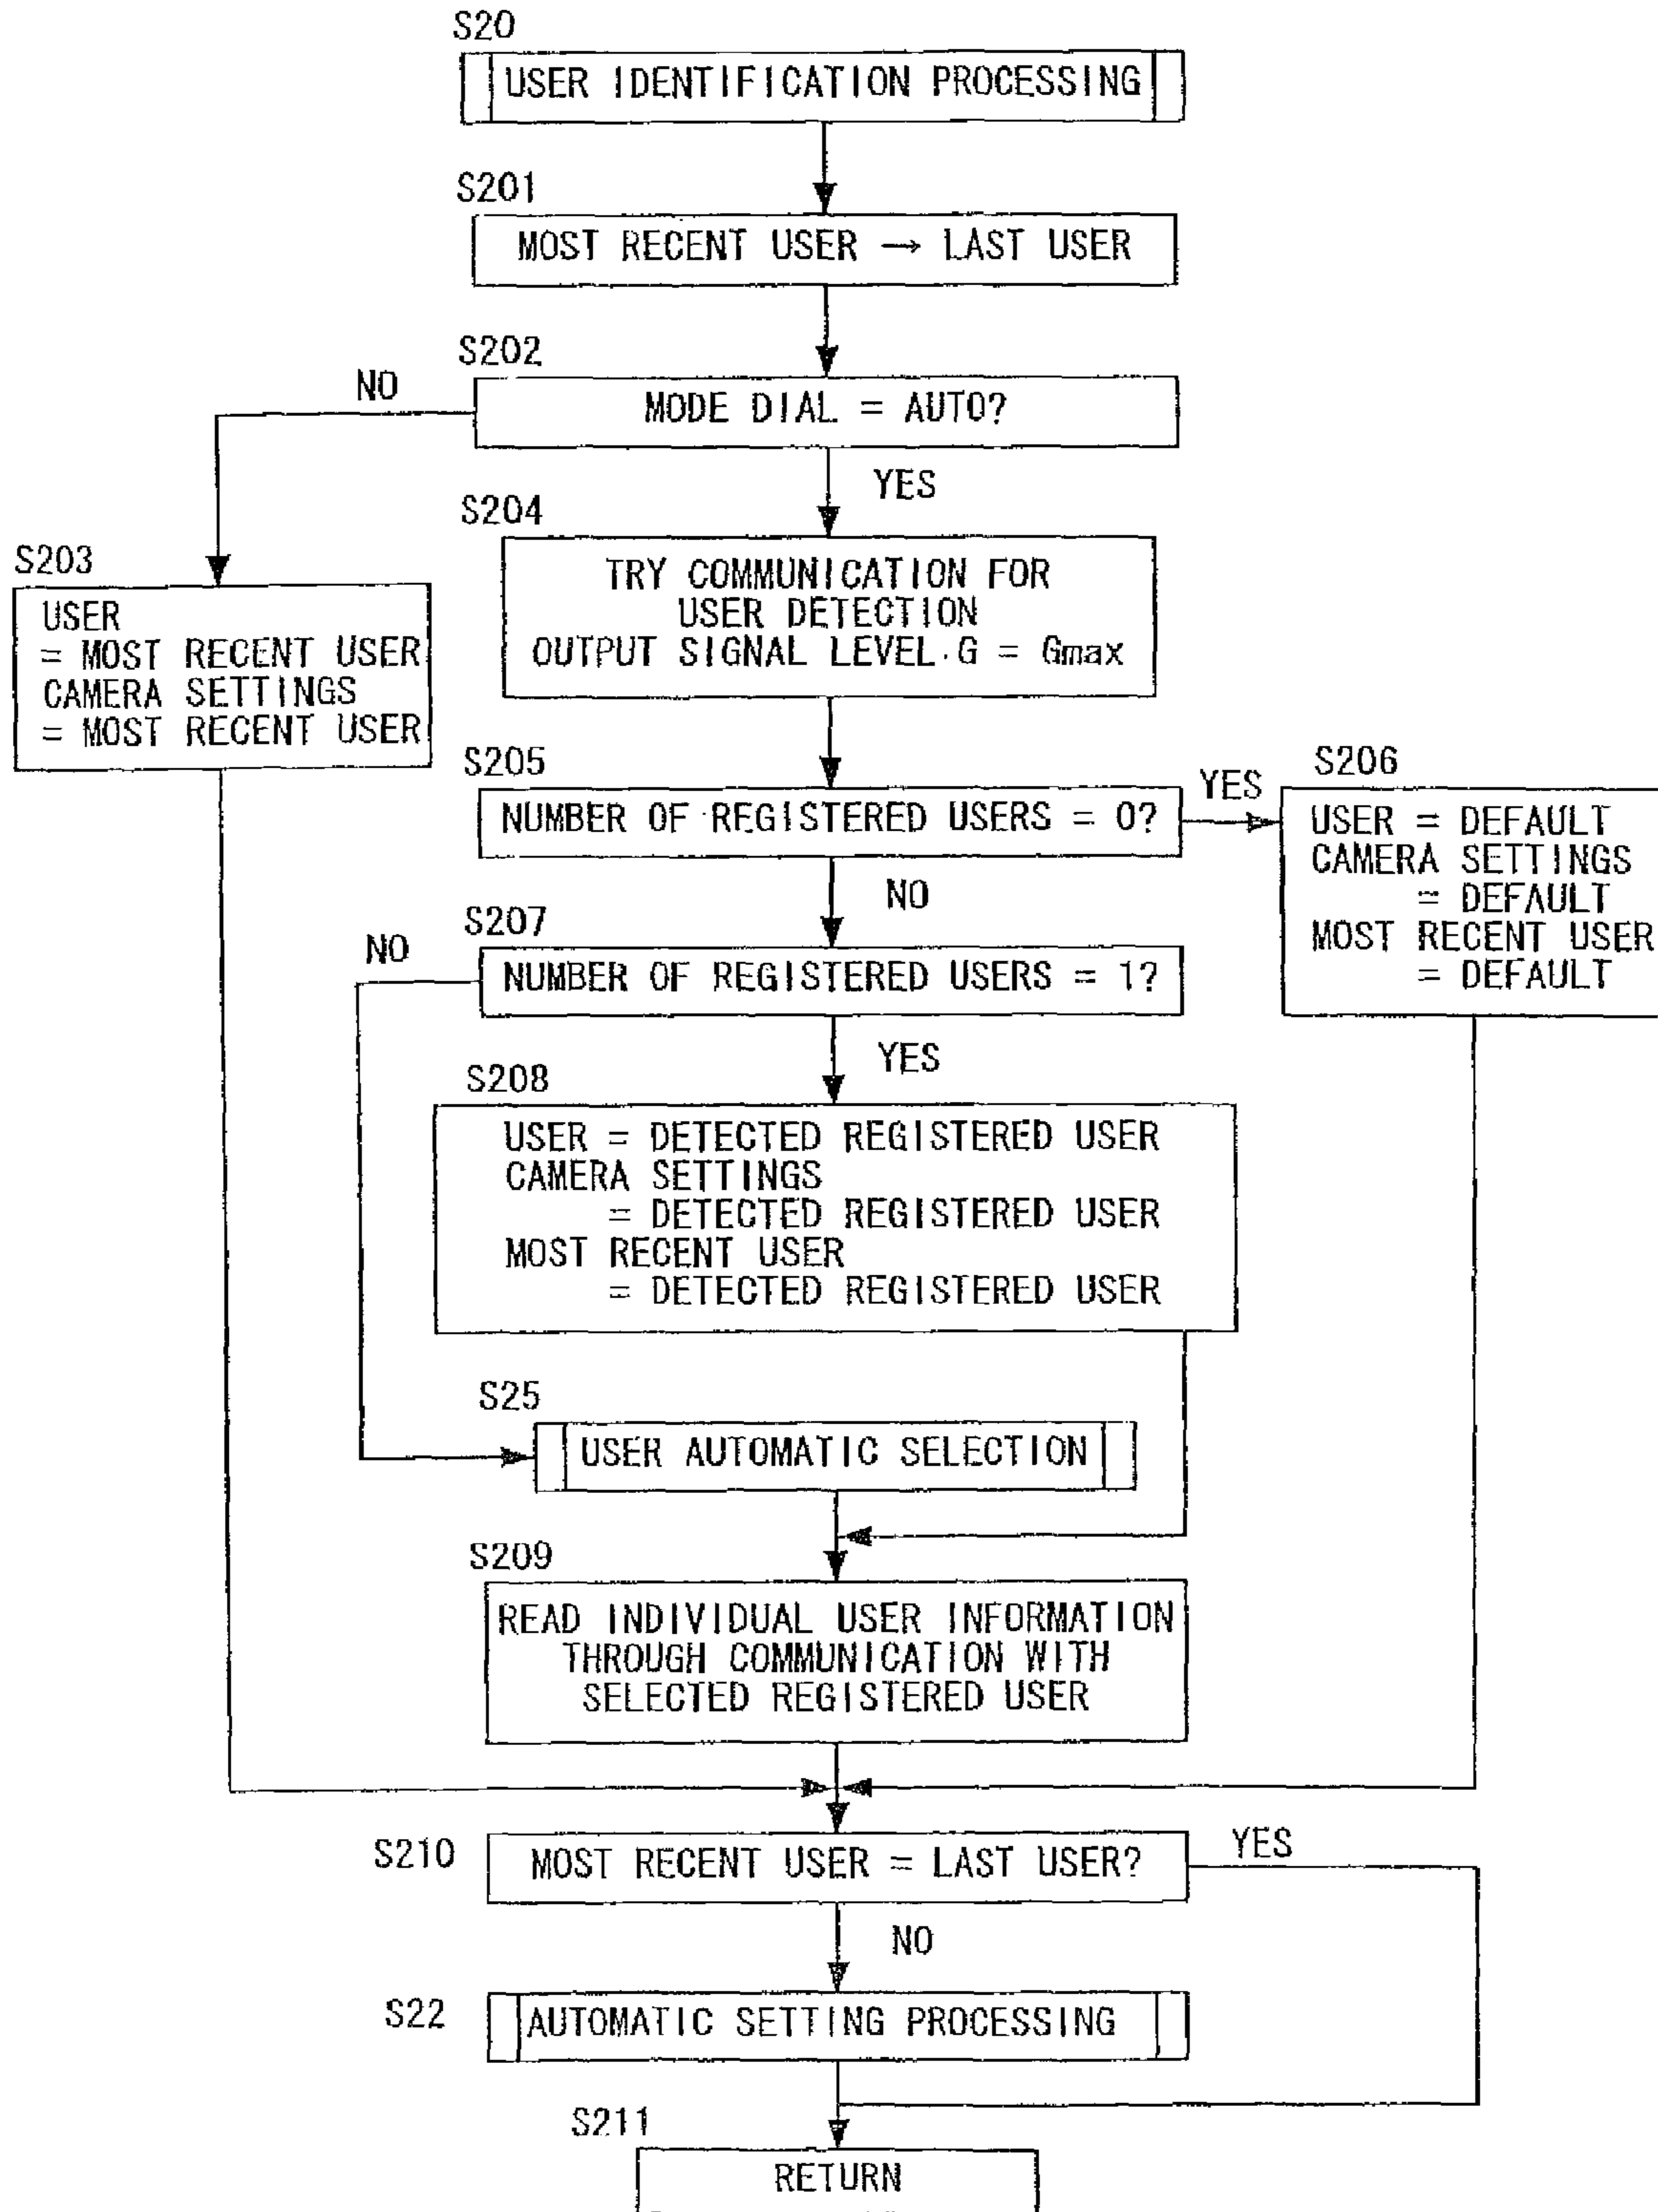 S20
USER IDENTIFICATION PROCESSING
S201
MOST RECENT USER → LAST USER
S202
NO
MODE DIAL = AUTO?
YES
S204
TRY COMMUNICATION FOR
USER DETECTION
OUTPUT SIGNAL LEVEL G = Gmax
S203
USER
= MOST RECENT USER
CAMERA SETTINGS
= MOST RECENT USER
S205
NUMBER OF REGISTERED USERS = 0?
YES
S206
USER = DEFAULT
CAMERA SETTINGS
= DEFAULT
MOST RECENT USER
= DEFAULT
NO
S207
NO
NUMBER OF REGISTERED USERS = 1?
YES
S208
USER = DETECTED REGISTERED USER
CAMERA SETTINGS
= DETECTED REGISTERED USER
MOST RECENT USER
= DETECTED REGISTERED USER
S25
USER AUTOMATIC SELECTION
S209
READ INDIVIDUAL USER INFORMATION
THROUGH COMMUNICATION WITH
SELECTED REGISTERED USER
S210
MOST RECENT USER = LAST USER?
YES
NO
S22
AUTOMATIC SETTING PROCESSING
S211
RETURN